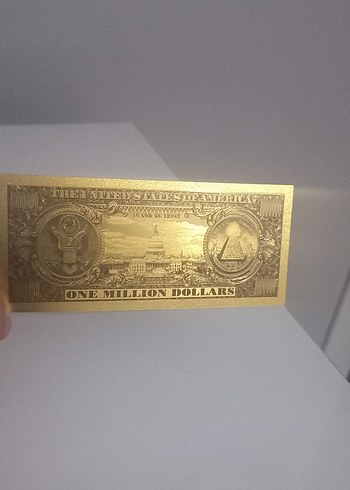 THE UNITED STATES OF AMERICA
IN GOD WE TRUST
ONE MILLION DOLLARS